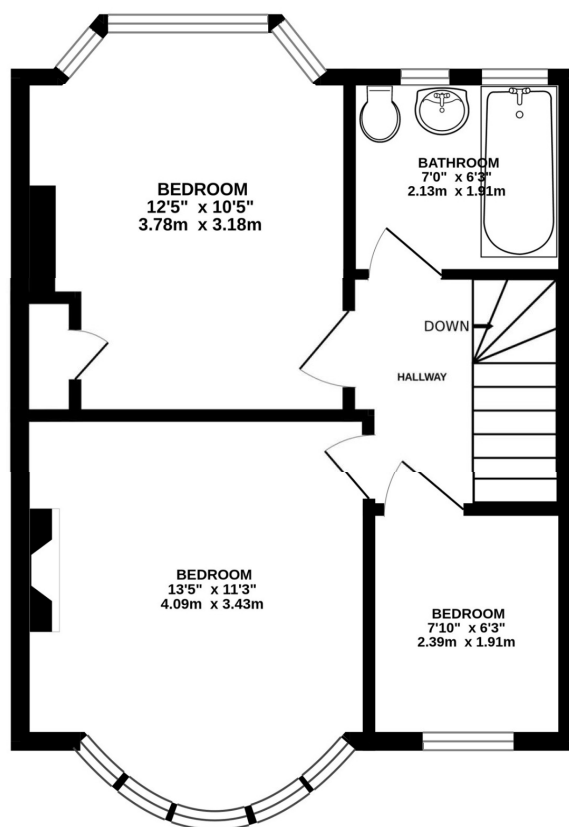 BATHROOM
7'0" x 6'3"
2.13m x 1.91m
BEDROOM
12'5" x 10'5"
3.78m x 3.18m
DOWN
HALLWAY
BEDROOM
13'5" x 11'3"
4.09m x 3.43m
BEDROOM
7'10" x 6'3"
2.39m x 1.91m